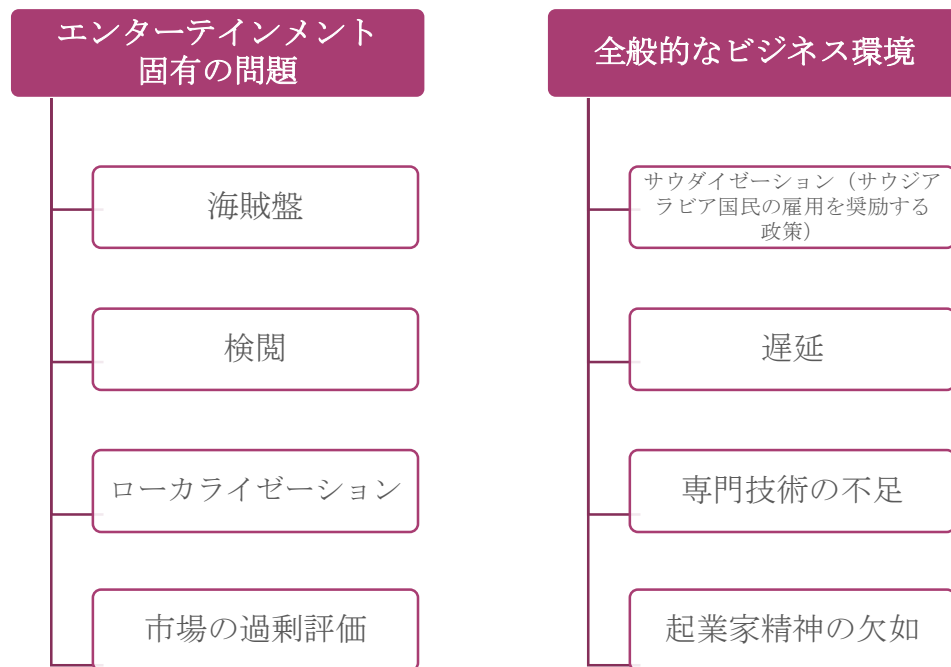 エンターテインメント
固有の問題
海賊盤
検閲
ローカライゼーション
市場の過剰評価
全般的なビジネス環境
サウダイゼーション（サウジア
ラビア国民の雇用を奨励する
政策）
遅延
専門技術の不足
起業家精神の欠如